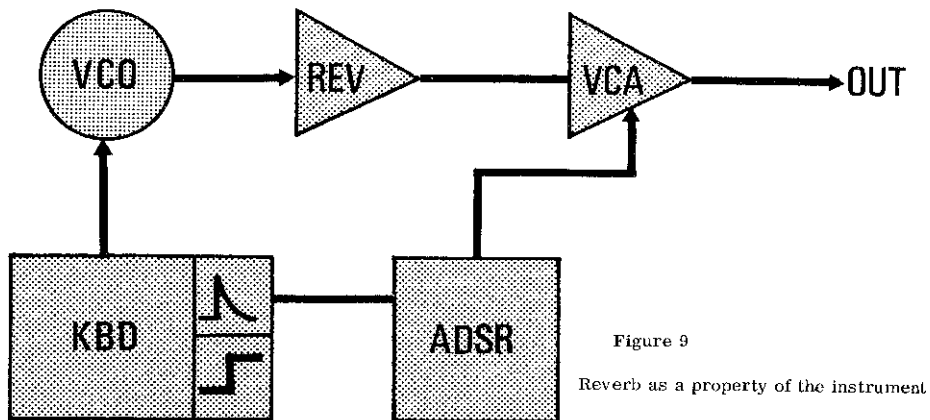 VCO
REV
VCA
OUT
KBD
ADSR
Figure 9
Reverb as a property of the instrument